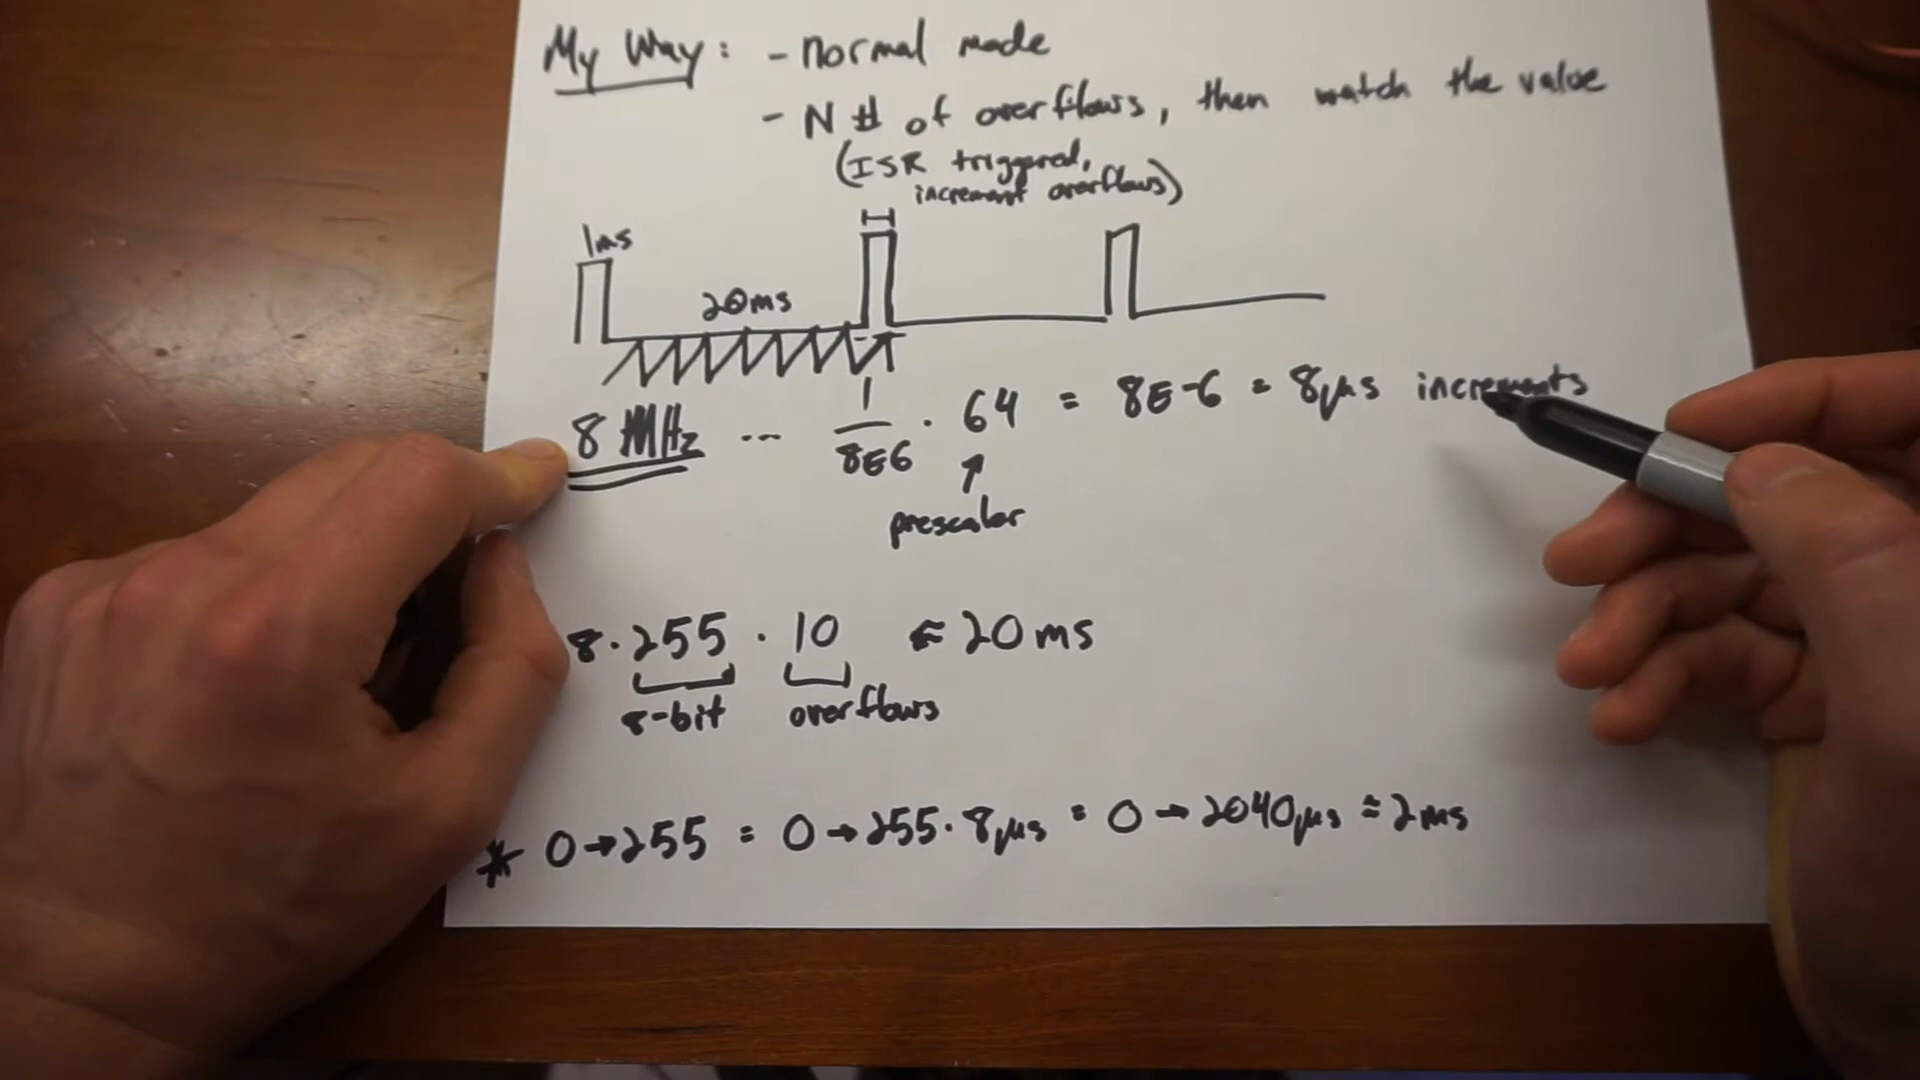 My Way: - normal mode
- N # of overflows, then watch the value
(ISR triggered,
increment overflows)
1ms
20ms
8 MHz ... 1/8E6 · 64 = 8E-6 = 8μs increments
prescalar
8 · 255 · 10 ≈ 20ms
8-bit overflows
* 0→255 = 0→255·8μs = 0→2040μs ≈ 2ms